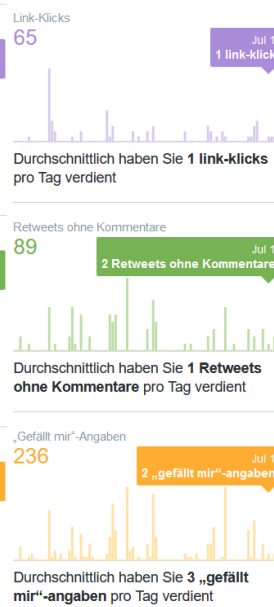 Link-Klicks
65
Jul 1
1 link-klick
Durchschnittlich haben Sie 1 link-klicks
pro Tag verdient
Retweets ohne Kommentare
89
Jul 1
2 Retweets ohne Kommentare
Durchschnittlich haben Sie 1 Retweets
ohne Kommentare pro Tag verdient
„Gefällt mir“-Angaben
236
Jul 1
2 „gefällt mir“-angaben
Durchschnittlich haben Sie 3 „gefällt
mir“-angaben pro Tag verdient